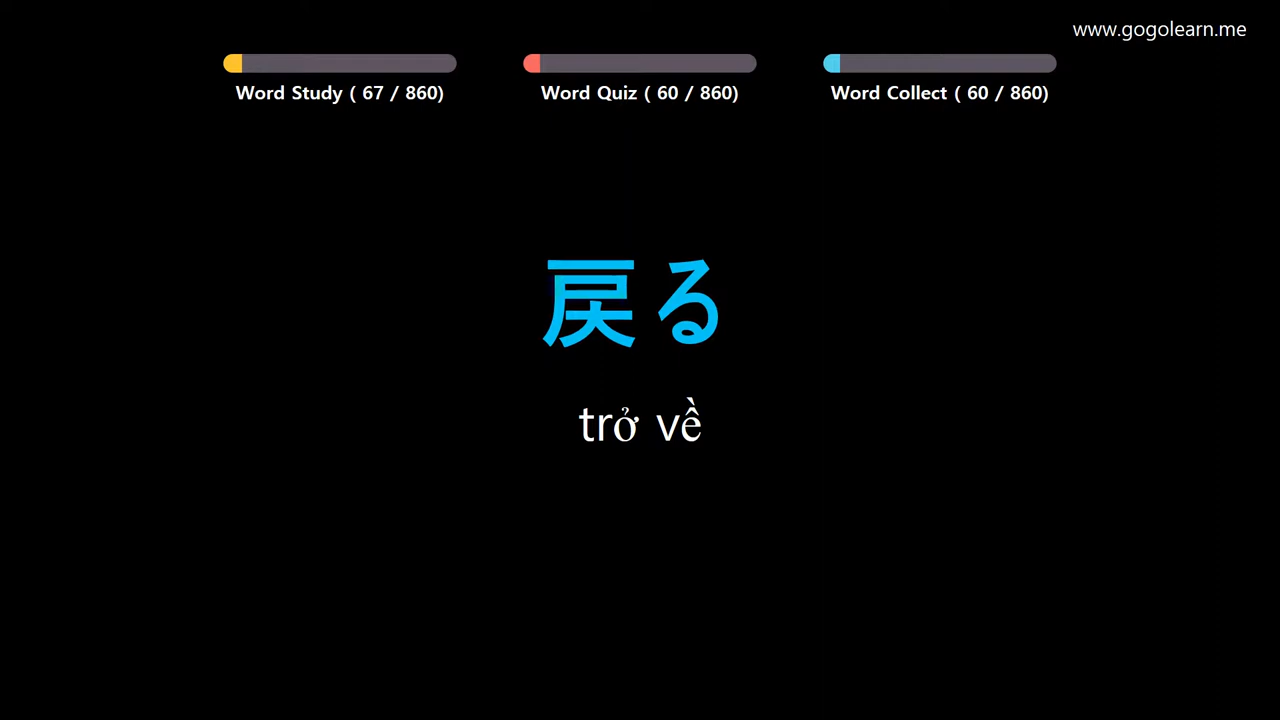 www.gogolearn.me
Word Study ( 67 / 860)
Word Quiz ( 60 / 860)
Word Collect ( 60 / 860)
戻る
trở về